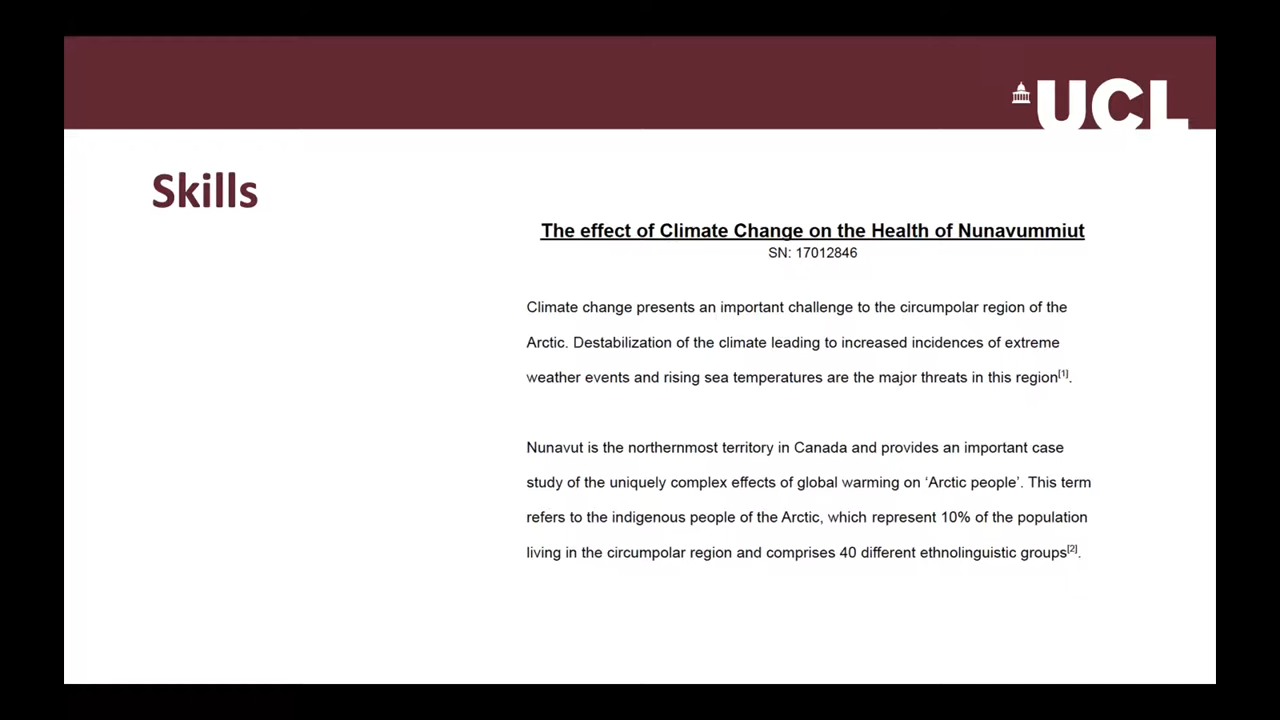 UCL
Skills
The effect of Climate Change on the Health of Nunavummiut
SN: 17012846
Climate change presents an important challenge to the circumpolar region of the
Arctic. Destabilization of the climate leading to increased incidences of extreme
weather events and rising sea temperatures are the major threats in this region[1].
Nunavut is the northernmost territory in Canada and provides an important case
study of the uniquely complex effects of global warming on ‘Arctic people’. This term
refers to the indigenous people of the Arctic, which represent 10% of the population
living in the circumpolar region and comprises 40 different ethnolinguistic groups[2].